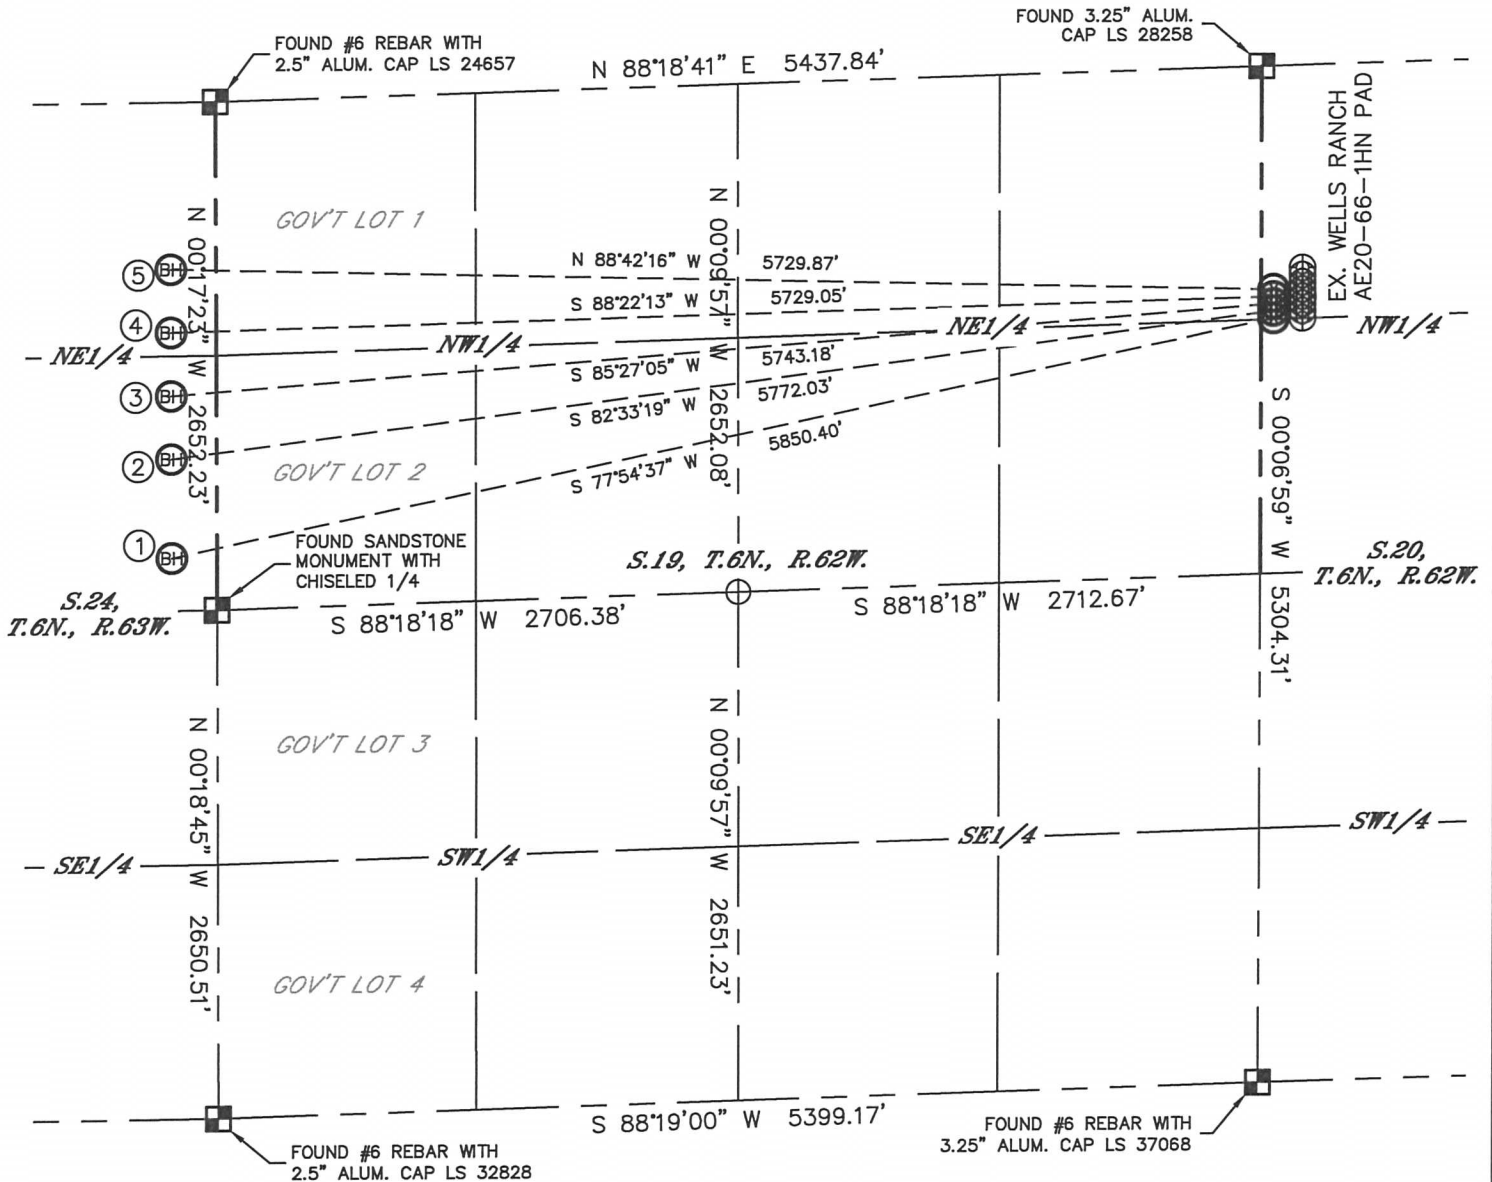 FOUND 3.25" ALUM.
CAP LS 28258
FOUND #6 REBAR WITH
2.5" ALUM. CAP LS 24657
N 88°18'41" E 5437.84'
EX. WELLS RANCH
AE20-66-1HN PAD
N 00°17'23" W 2652.23'
GOV'T LOT 1
N 00°09'57" W 2652.08'
5 BH
N 88°42'16" W 5729.87'
4 BH
S 88°22'13" W 5729.05'
NE1/4
NW1/4
NE1/4
NW1/4
3 BH
S 85°27'05" W 5743.18'
2 BH
S 82°33'19" W 5772.03'
GOV'T LOT 2
S 77°54'37" W 5850.40'
1 BH
S 00°06'59" W 5304.31'
FOUND SANDSTONE
MONUMENT WITH
CHISELED 1/4
S.19, T.6N., R.62W.
S.20,
T.6N., R.62W.
S.24,
T.6N., R.63W.
S 88°18'18" W 2706.38'
S 88°18'18" W 2712.67'
N 00°18'45" W 2650.51'
GOV'T LOT 3
N 00°09'57" W 2651.23'
SE1/4
SW1/4
SE1/4
SW1/4
GOV'T LOT 4
S 88°19'00" W 5399.17'
FOUND #6 REBAR WITH
3.25" ALUM. CAP LS 37068
FOUND #6 REBAR WITH
2.5" ALUM. CAP LS 32828